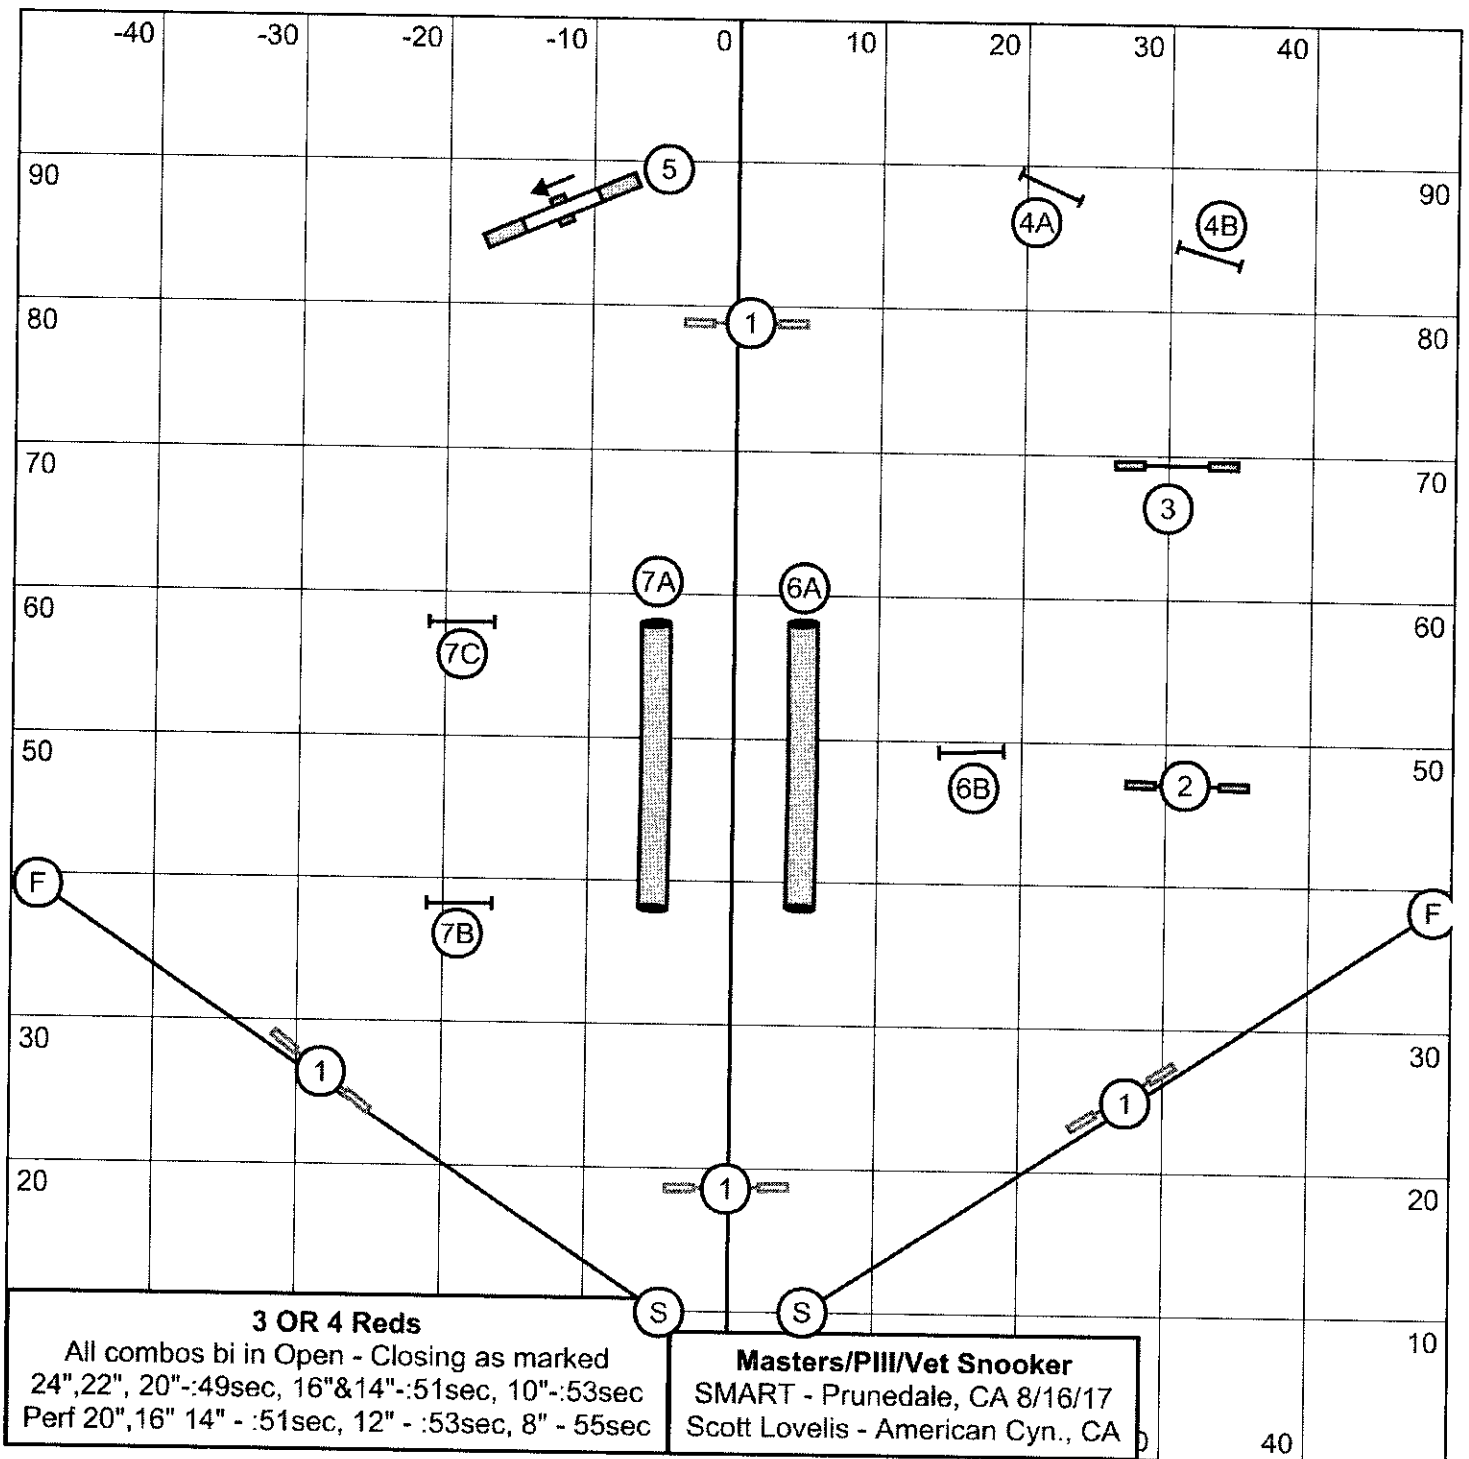 -40 -30 -20 -10 0 10 20 30 40
90 5 4A 4B 90
80 1 80
70 3 70
60 7A 6A 60
7C
50 6B 2 50
F 7B F
30 1 1 30
20 1 20
S S
3 OR 4 Reds
All combos bi in Open - Closing as marked
24",22", 20"-:49sec, 16"&14"-:51sec, 10"-:53sec
Perf 20",16" 14" - :51sec, 12" - :53sec, 8" - 55sec
Masters/PIII/Vet Snooker
SMART - Prunedale, CA 8/16/17
Scott Lovelis - American Cyn., CA
10
40